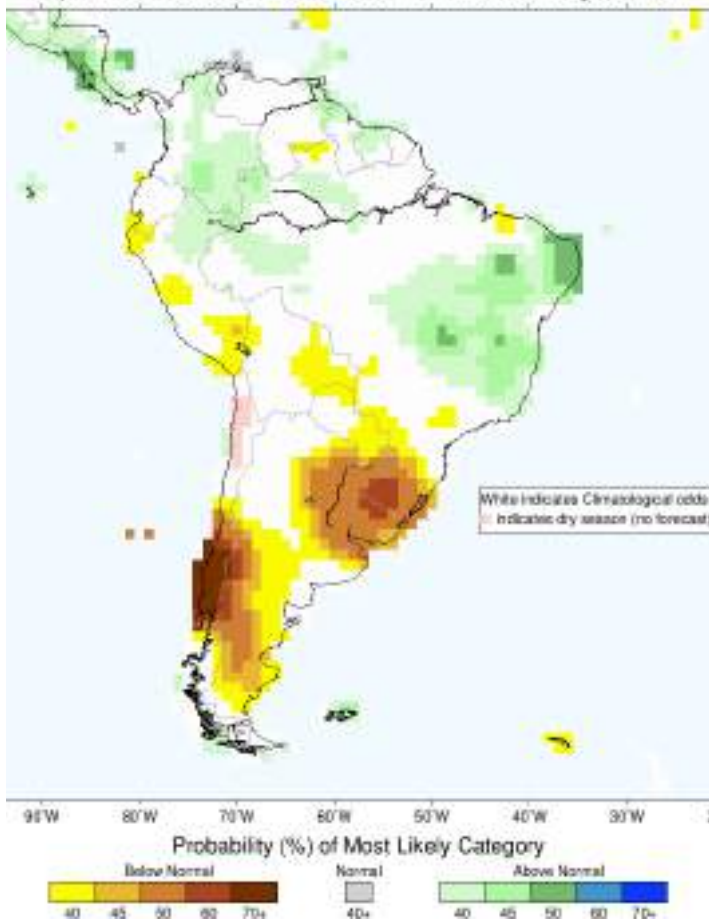 White indicates Climatological odds
indicates dry season (no forecast)
90°W 80°W 70°W 60°W 50°W 40°W 30°W
Probability (%) of Most Likely Category
Below Normal Normal Above Normal
40 45 50 60 70+ 40+ 40 45 50 60 70+